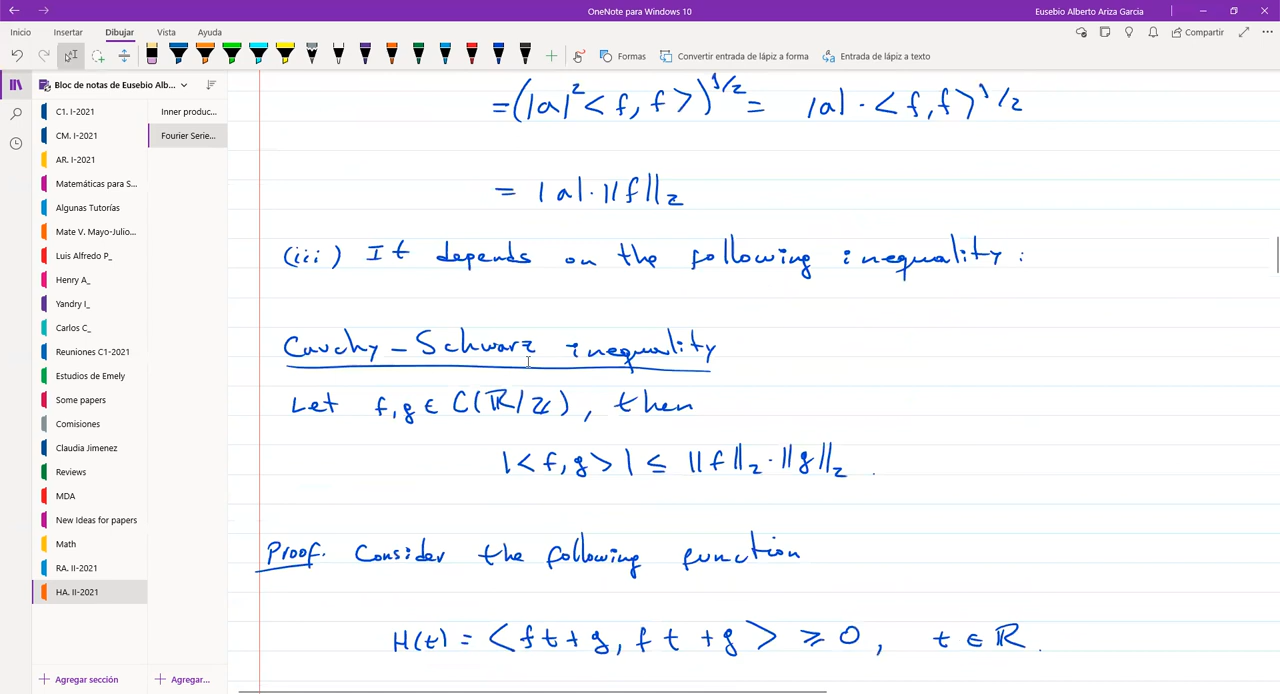 OneNote para Windows 10
Eusebio Alberto Ariza Garcia
Inicio Insertar Dibujar Vista Ayuda
Compartir
Formas Convertir entrada de lápiz a forma Entrada de lápiz a texto
Bloc de notas de Eusebio Alb...
C1. I-2021
CM. I-2021
AR. I-2021
Matemáticas para S...
Algunas Tutorías
Mate V. Mayo-Julio...
Luis Alfredo P_
Henry A_
Yandry I_
Carlos C_
Reuniones C1-2021
Estudios de Emely
Some papers
Comisiones
Claudia Jimenez
Reviews
MDA
New Ideas for papers
Math
RA. II-2021
HA. II-2021
Agregar sección
Inner produc...
Fourier Serie...
Agregar...
=(|a|²<f,f>)^1/2 = |a|·<f,f>^1/2
= |a|·||f||₂
(iii) It depends on the following inequality:
Cauchy-Schwarz inequality
Let f,g ∈ C(ℝ/ℤ), then
|<f,g>| ≤ ||f||₂·||g||₂.
Proof. Consider the following function
H(t) = <ft+g, ft+g> ≥ 0, t ∈ ℝ.